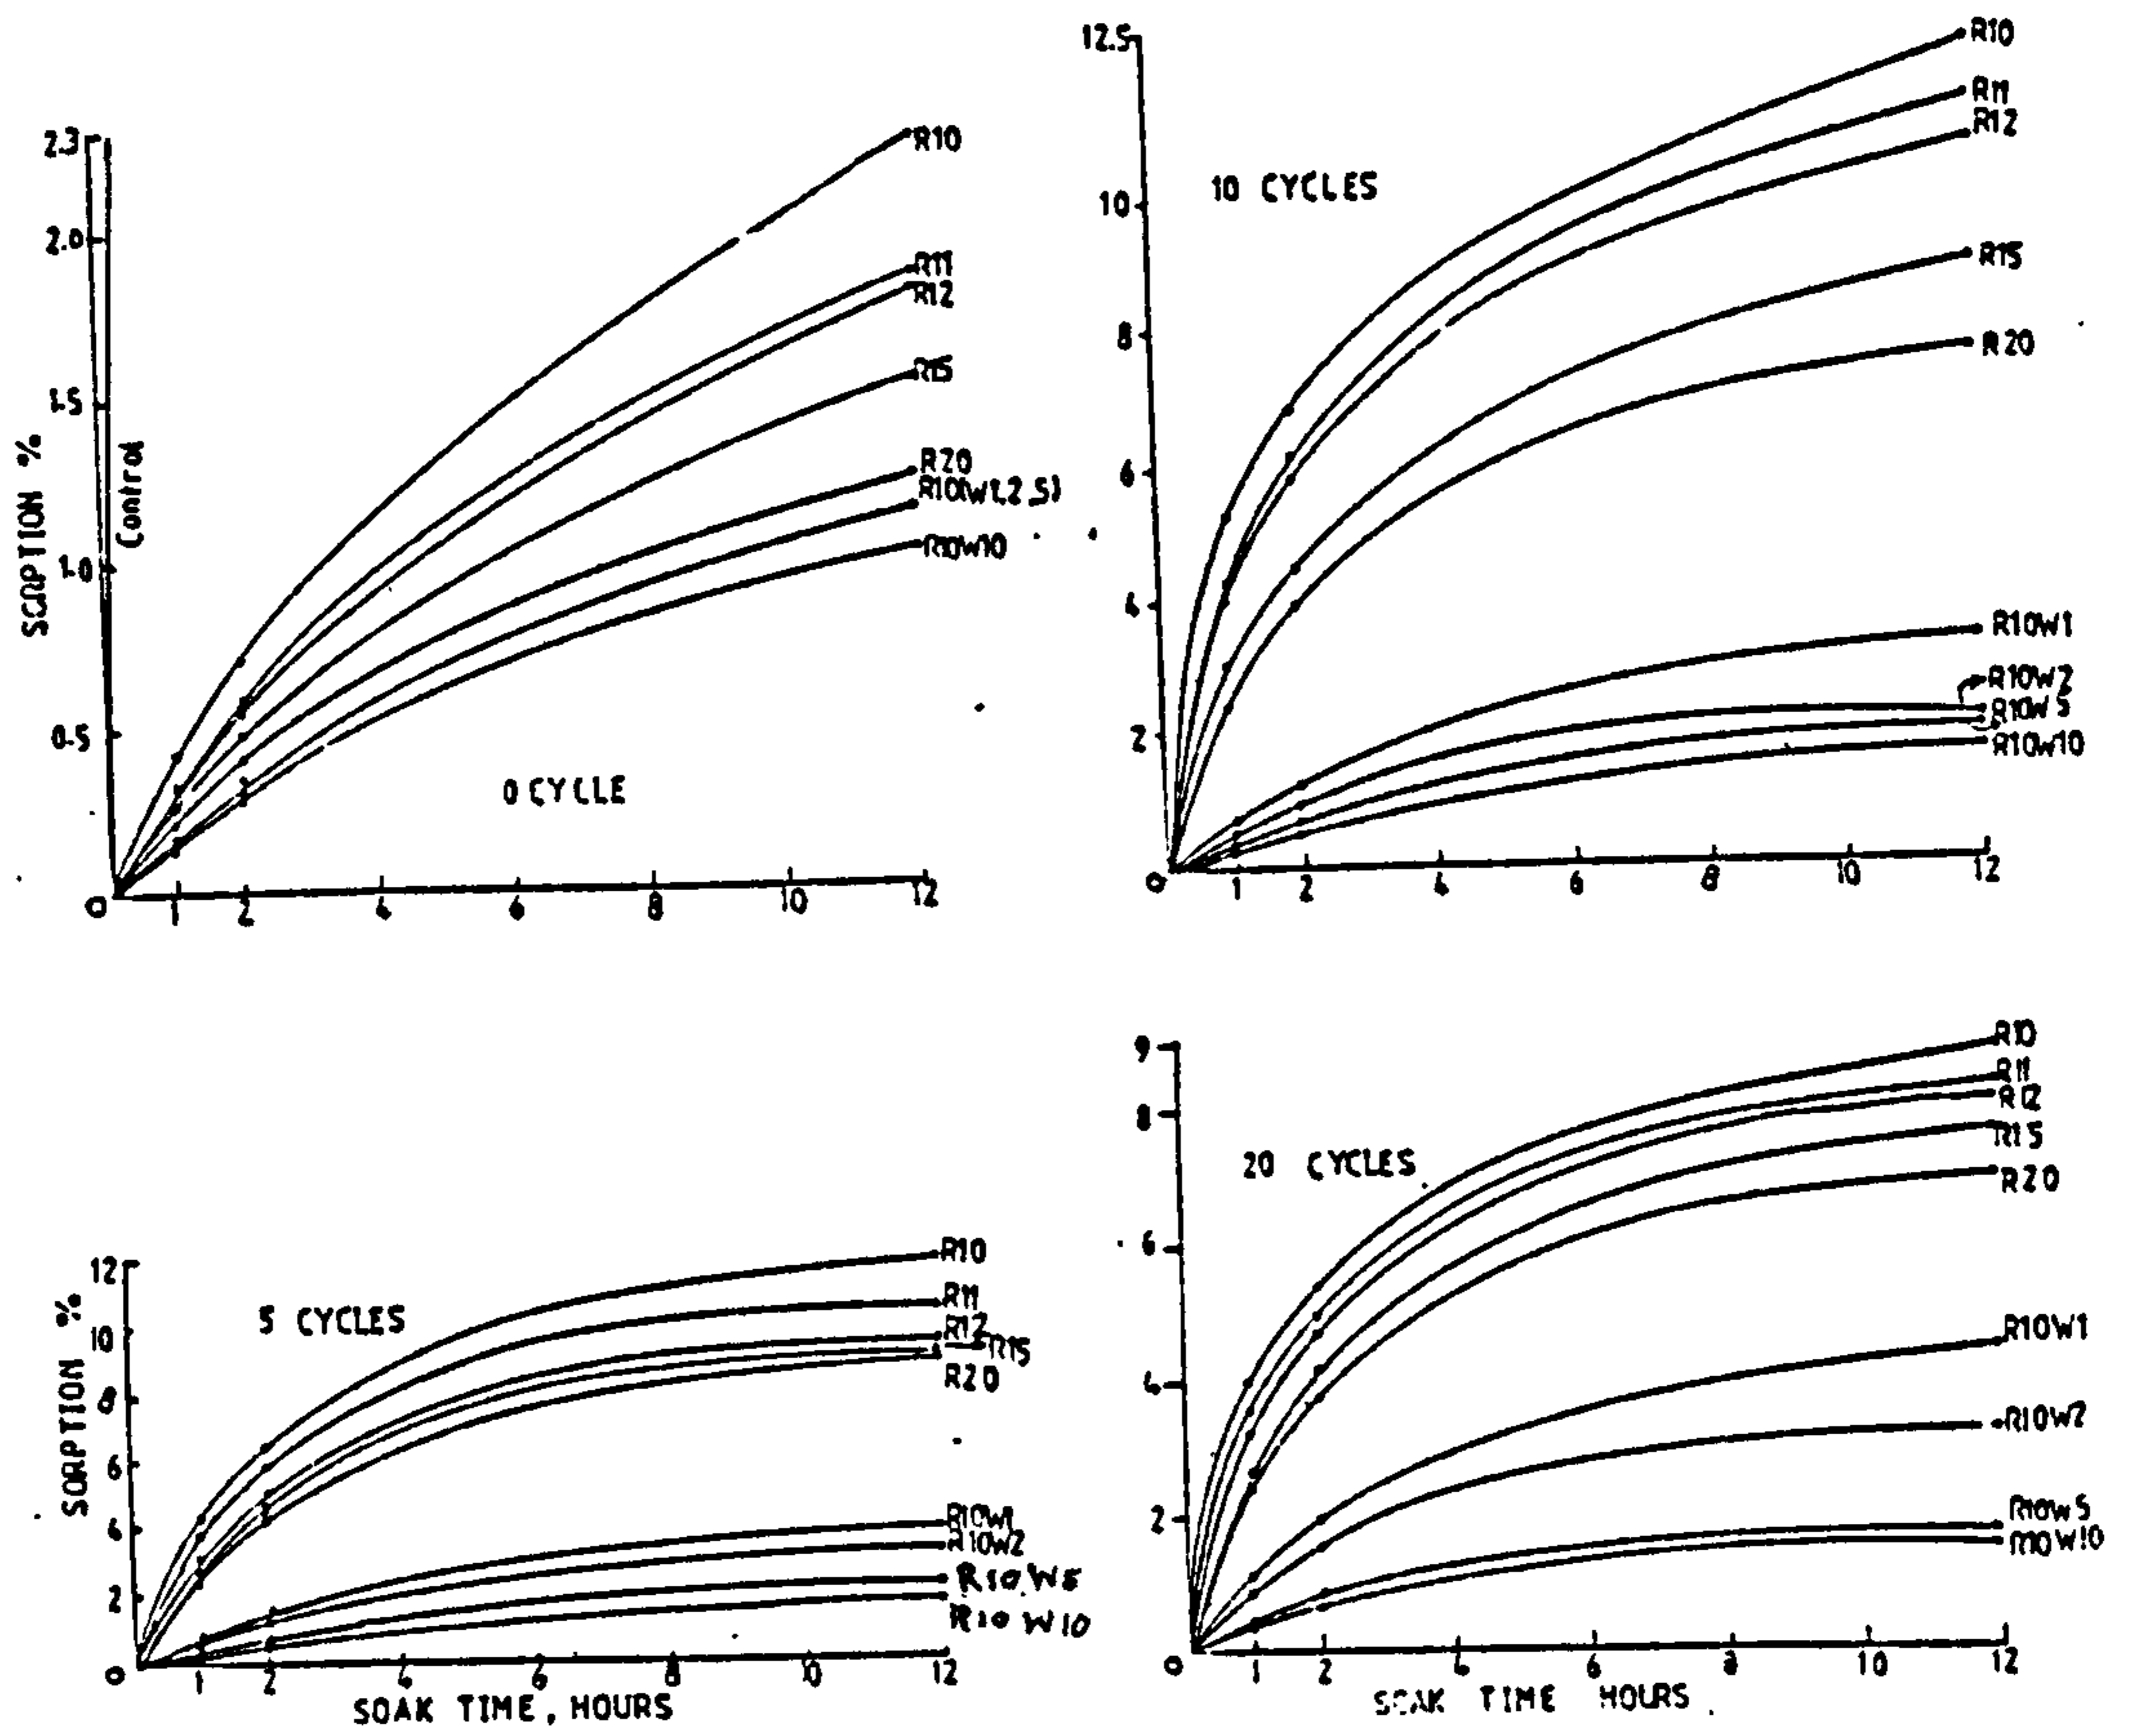 2.3
2.0
1.5
1.0
0.5
0
SORPTION %
Control
0 CYCLE
R10
R11
R12
R15
R20
R10(W1,2,5)
R10W10
1 2 4 6 8 10 12
12.5
10
8
6
4
2
0
10 CYCLES
R10
R11
R12
R15
R20
R10W1
R10W2
R10W5
R10W10
1 2 4 6 8 10 12
12
10
8
6
4
2
0
SORPTION %
5 CYCLES
R10
R11
R12
R15
R20
R10W1
R10W2
R10W5
R10W10
1 2 4 6 8 10 12
SOAK TIME, HOURS
9
8
6
4
2
0
20 CYCLES
R10
R11
R12
R15
R20
R10W1
R10W2
R10W5
R10W10
1 2 4 6 8 10 12
SOAK TIME HOURS